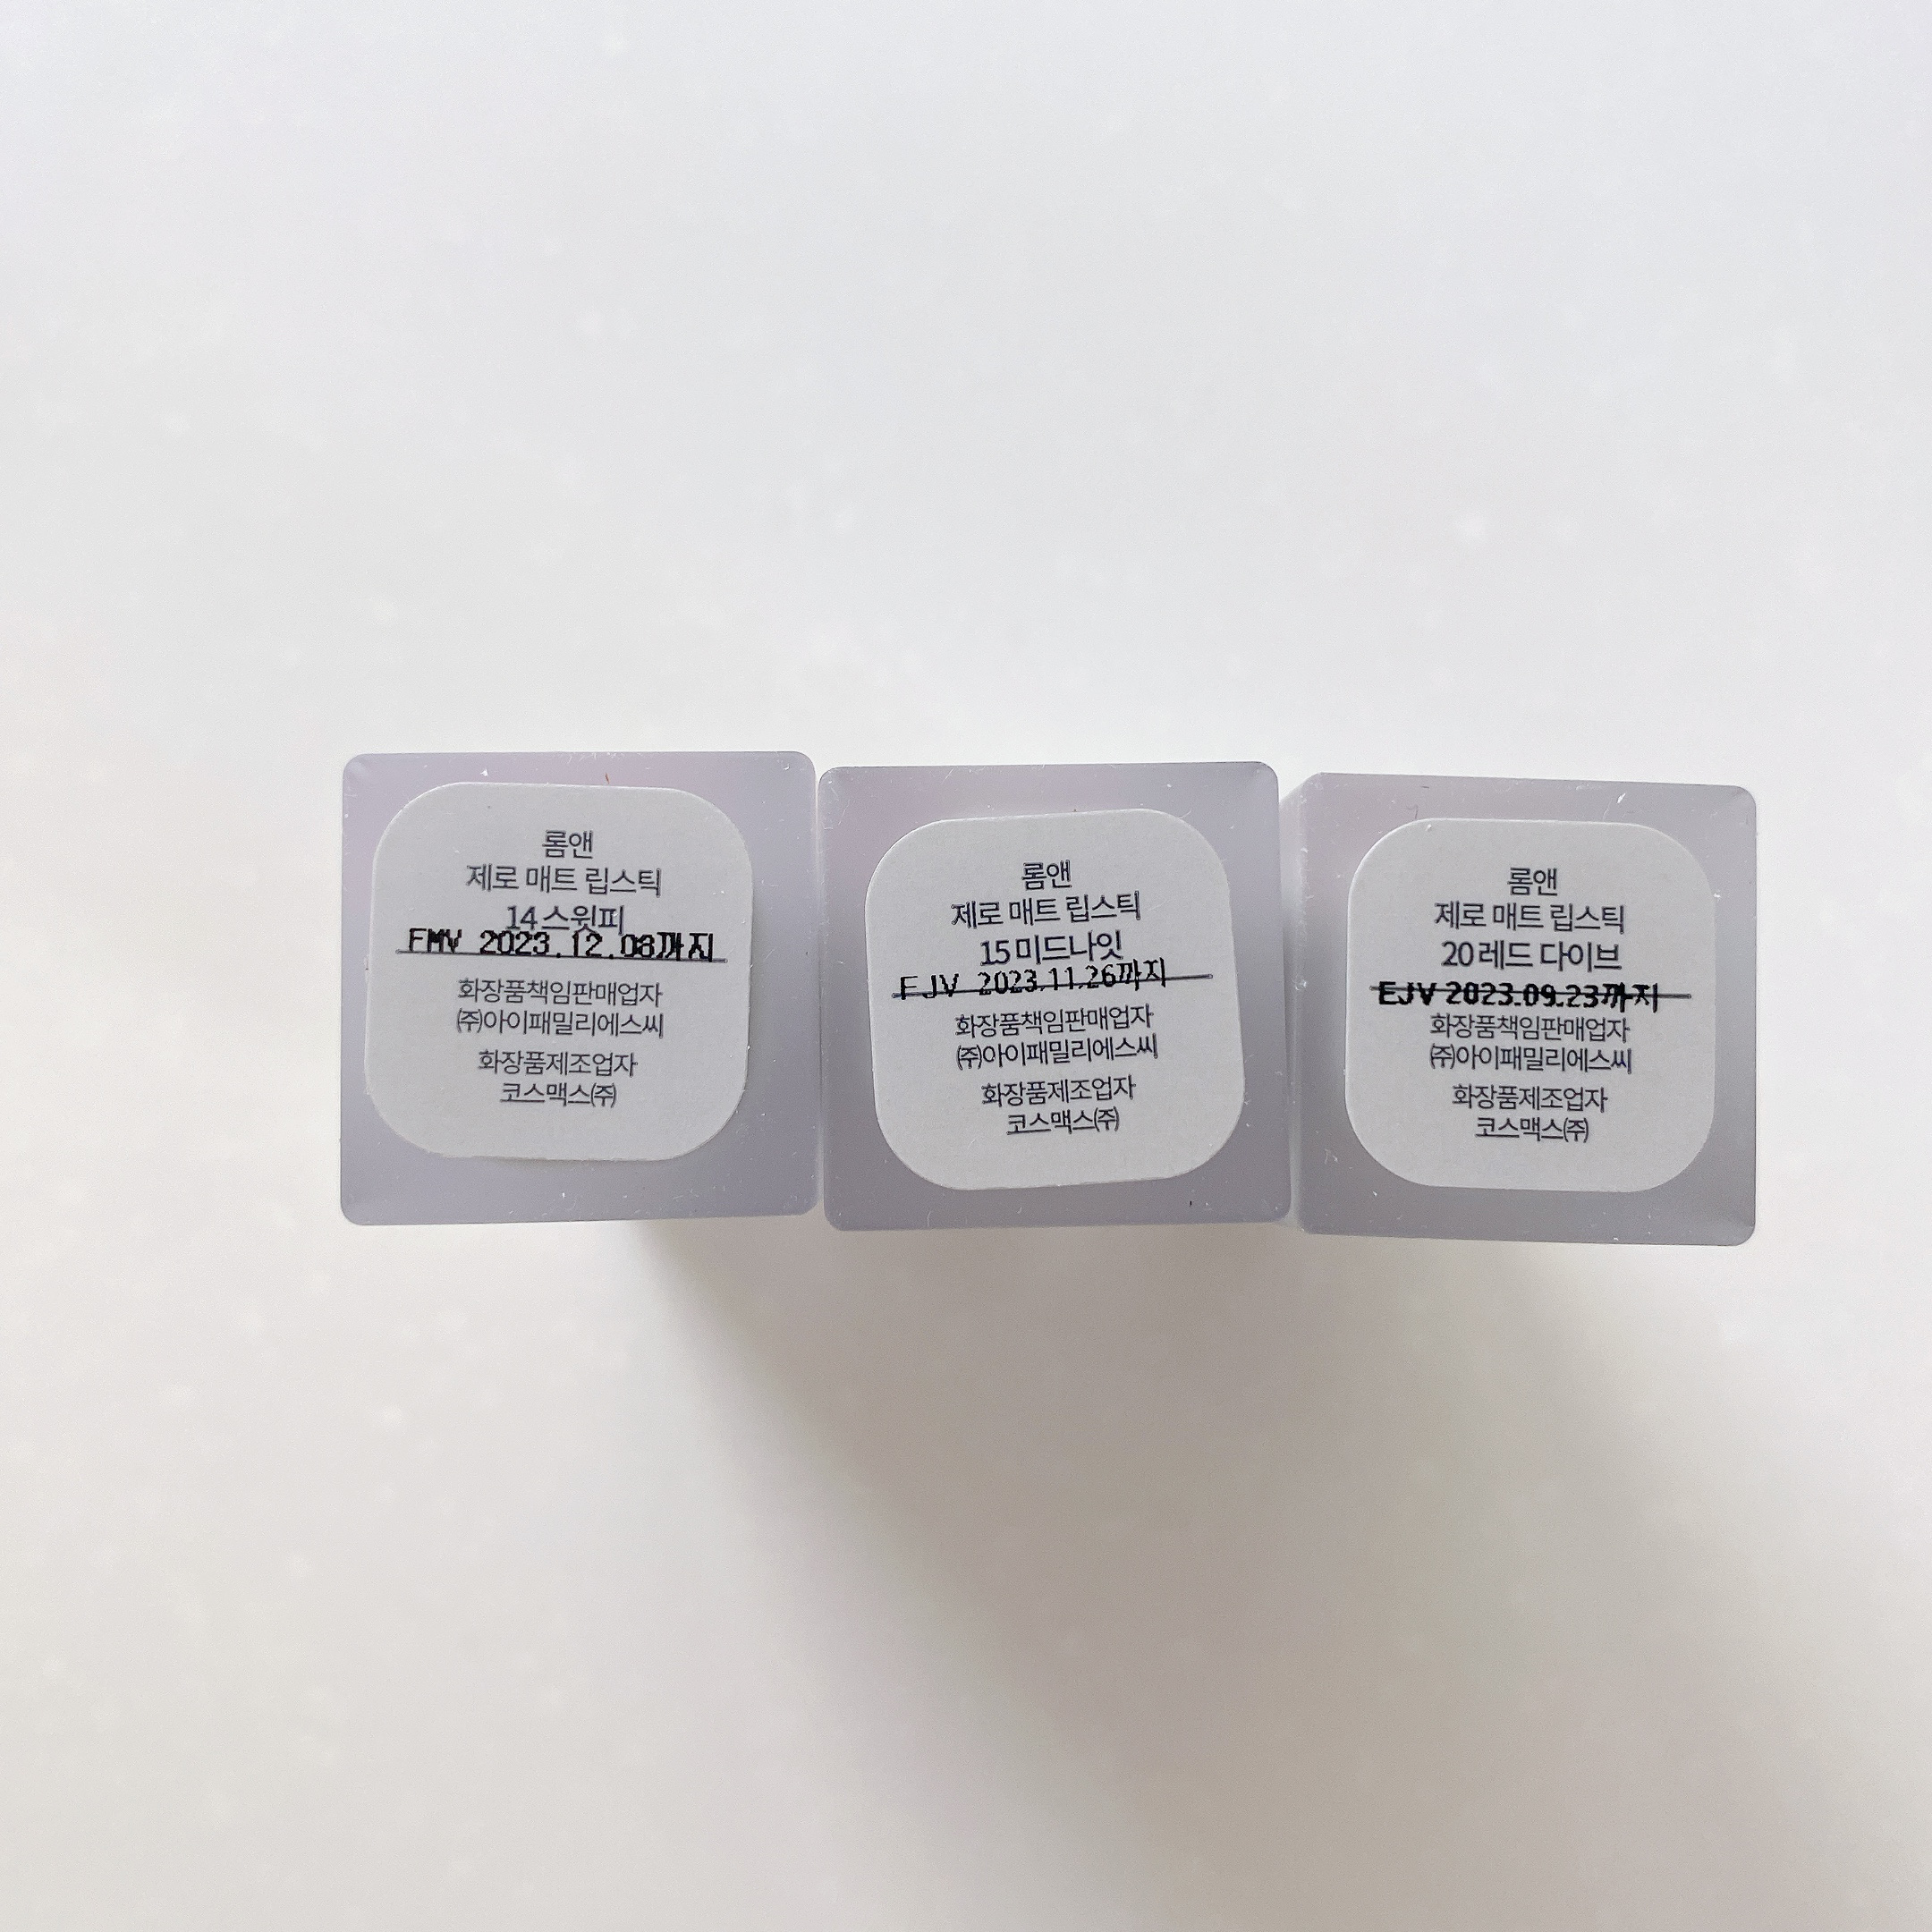 롬앤
제로 매트 립스틱
14 스윗피
FMV 2023.12.08까지
화장품책임판매업자
㈜아이패밀리에스씨
화장품제조업자
코스맥스㈜
롬앤
제로 매트 립스틱
15 미드나잇
FJV 2023.11.26까지
화장품책임판매업자
㈜아이패밀리에스씨
화장품제조업자
코스맥스㈜
롬앤
제로 매트 립스틱
20 레드 다이브
EJV 2023.09.23까지
화장품책임판매업자
㈜아이패밀리에스씨
화장품제조업자
코스맥스㈜